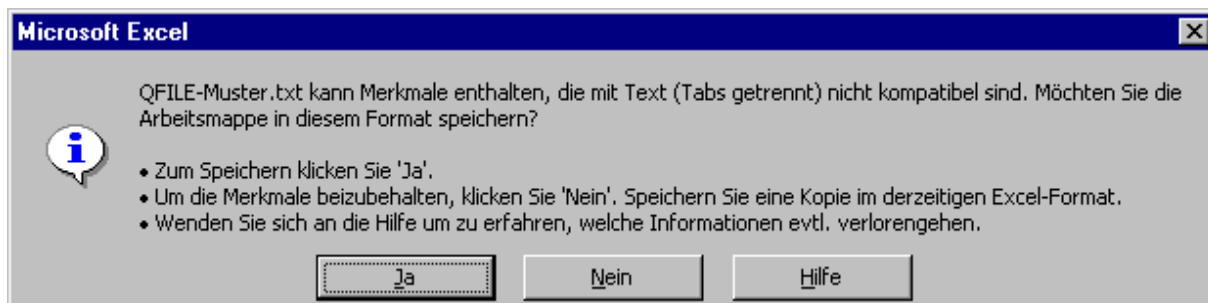 Microsoft Excel
QFILE-Muster.txt kann Merkmale enthalten, die mit Text (Tabs getrennt) nicht kompatibel sind. Möchten Sie die
Arbeitsmappe in diesem Format speichern?
• Zum Speichern klicken Sie 'Ja'.
• Um die Merkmale beizubehalten, klicken Sie 'Nein'. Speichern Sie eine Kopie im derzeitigen Excel-Format.
• Wenden Sie sich an die Hilfe um zu erfahren, welche Informationen evtl. verlorengehen.
Ja Nein Hilfe